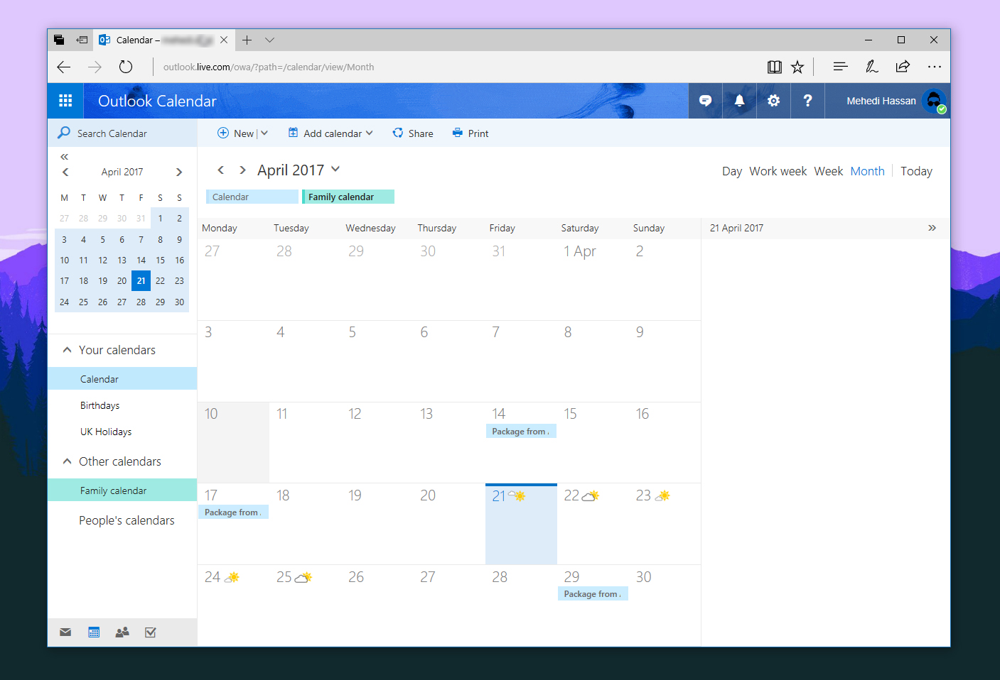 Calendar –
outlook.live.com/owa/?path=/calendar/view/Month
Outlook Calendar
Mehedi Hassan
Search Calendar
New
Add calendar
Share
Print
April 2017
M T W T F S S
27 28 29 30 31 1 2
3 4 5 6 7 8 9
10 11 12 13 14 15 16
17 18 19 20 21 22 23
24 25 26 27 28 29 30
Your calendars
Calendar
Birthdays
UK Holidays
Other calendars
Family calendar
People's calendars
April 2017
Day Work week Week Month Today
Calendar
Family calendar
Monday Tuesday Wednesday Thursday Friday Saturday Sunday
27 28 29 30 31 1 Apr 2
3 4 5 6 7 8 9
10 11 12 13 14 15 16
Package from
17 18 19 20 21 22 23
Package from
24 25 26 27 28 29 30
Package from
21 April 2017